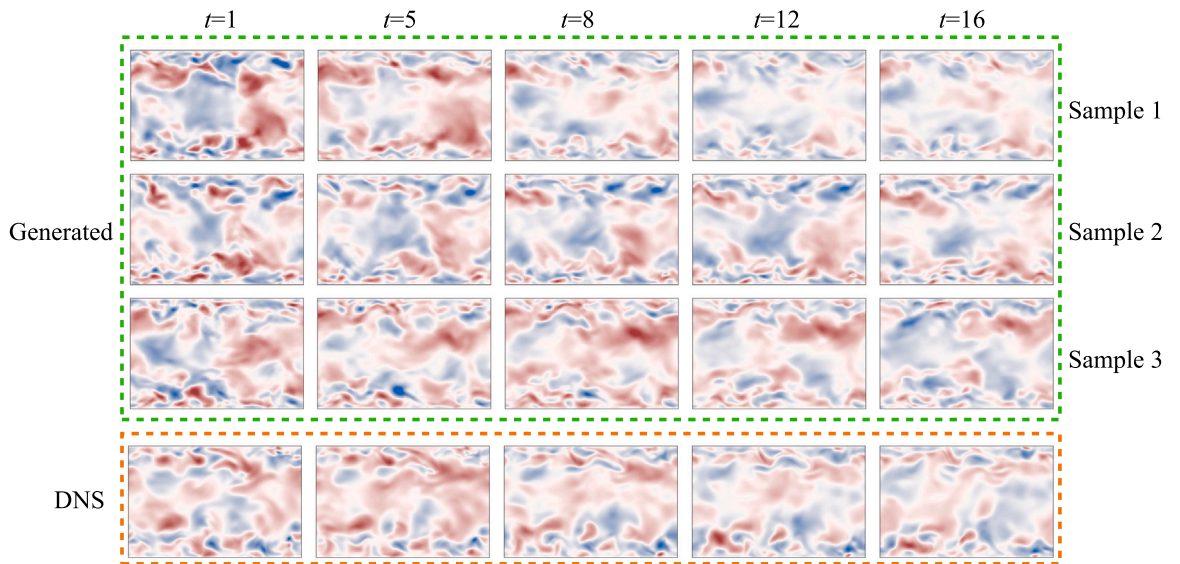 t=1 t=5 t=8 t=12 t=16
Sample 1
Generated
Sample 2
Sample 3
DNS